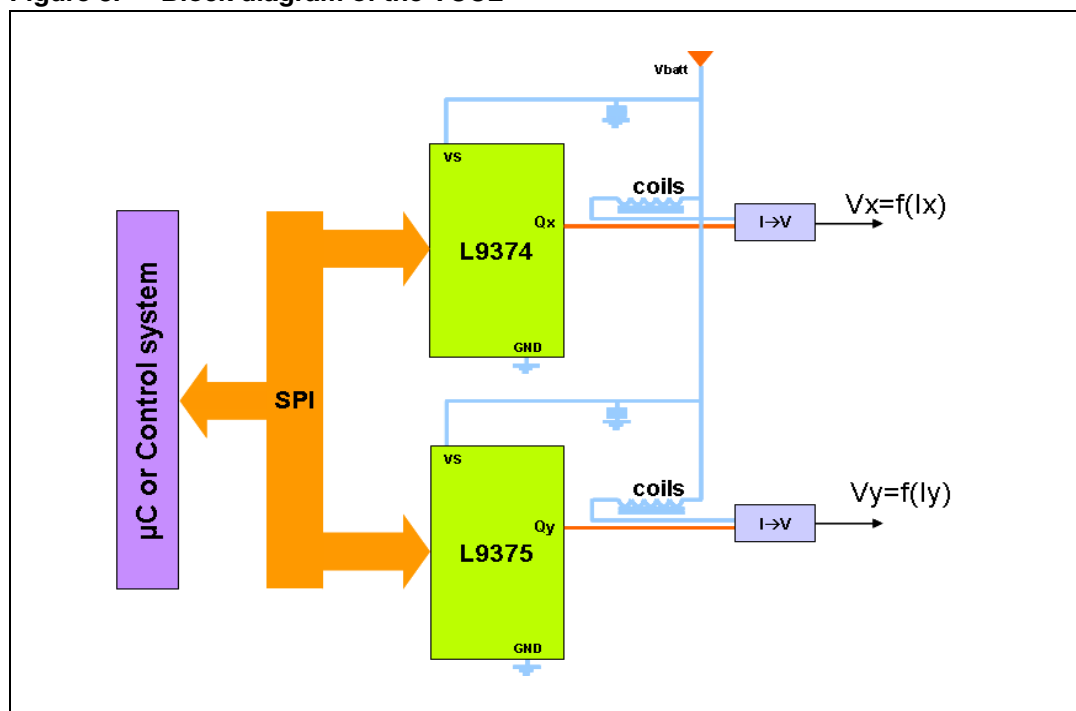 Vbatt
VS
coils
Qx
I→V
Vx=f(Ix)
L9374
GND
µC or Control system
SPI
VS
coils
Qy
I→V
Vy=f(Iy)
L9375
GND